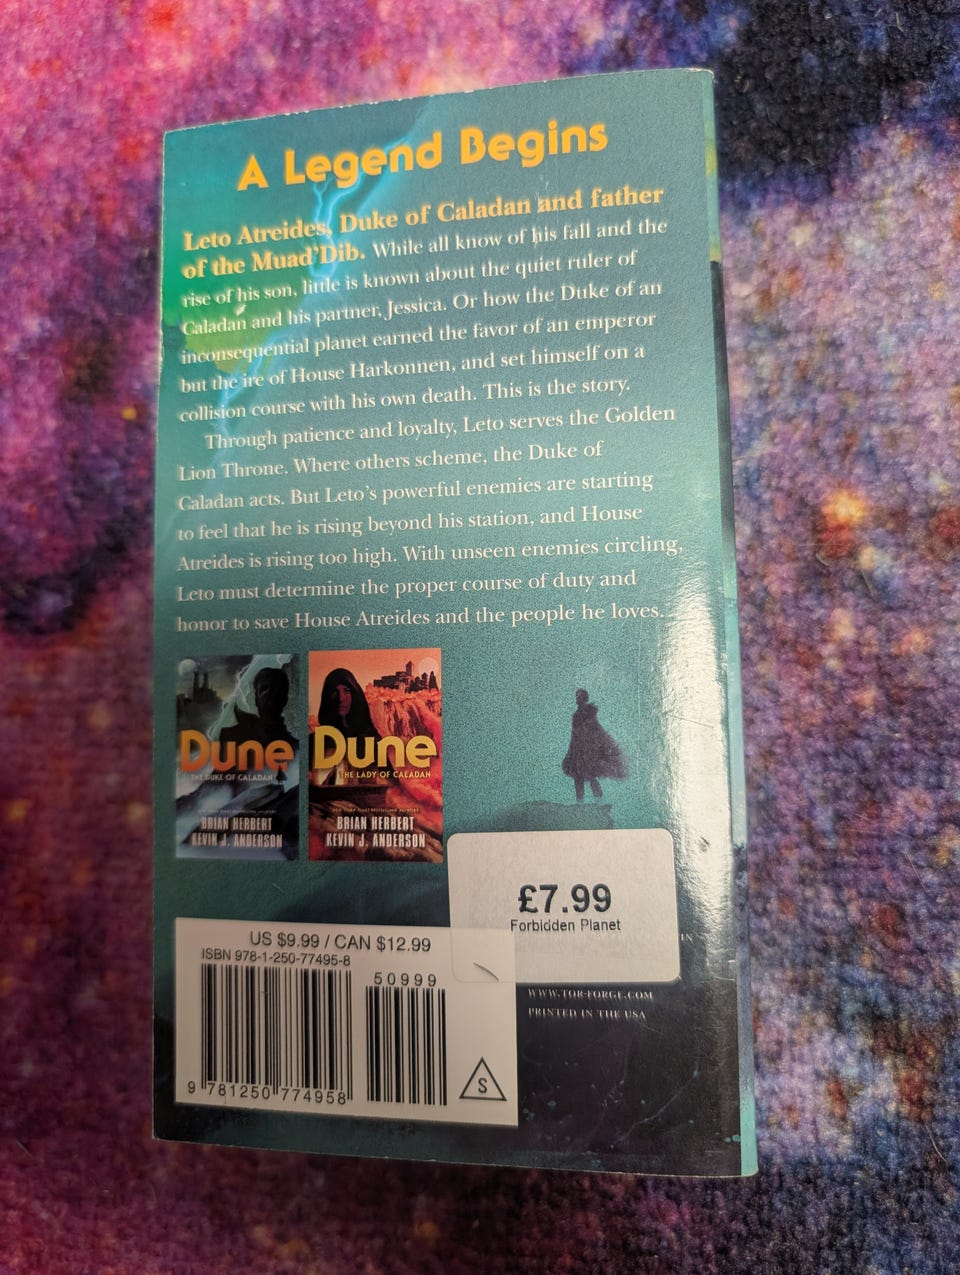 A Legend Begins
Leto Atreides, Duke of Caladan and father
of the Muad'Dib. While all know of his fall and the
rise of his son, little is known about the quiet ruler of
Caladan and his partner, Jessica. Or how the Duke of an
inconsequential planet earned the favor of an emperor
but the ire of House Harkonnen, and set himself on a
collision course with his own death. This is the story.
Through patience and loyalty, Leto serves the Golden
Lion Throne. Where others scheme, the Duke of
Caladan acts. But Leto's powerful enemies are starting
to feel that he is rising beyond his station, and House
Atreides is rising too high. With unseen enemies circling,
Leto must determine the proper course of duty and
honor to save House Atreides and the people he loves.
Dune
THE DUKE OF CALADAN
BRIAN HERBERT
KEVIN J. ANDERSON
Dune
THE LADY OF CALADAN
NEW YORK TIMES BESTSELLING AUTHORS
BRIAN HERBERT
KEVIN J. ANDERSON
£7.99
Forbidden Planet
IN
US $9.99 / CAN $12.99
ISBN 978-1-250-77495-8
50999
9 781250 774958
S
WWW.TOR-FORGE.COM
PRINTED IN THE USA